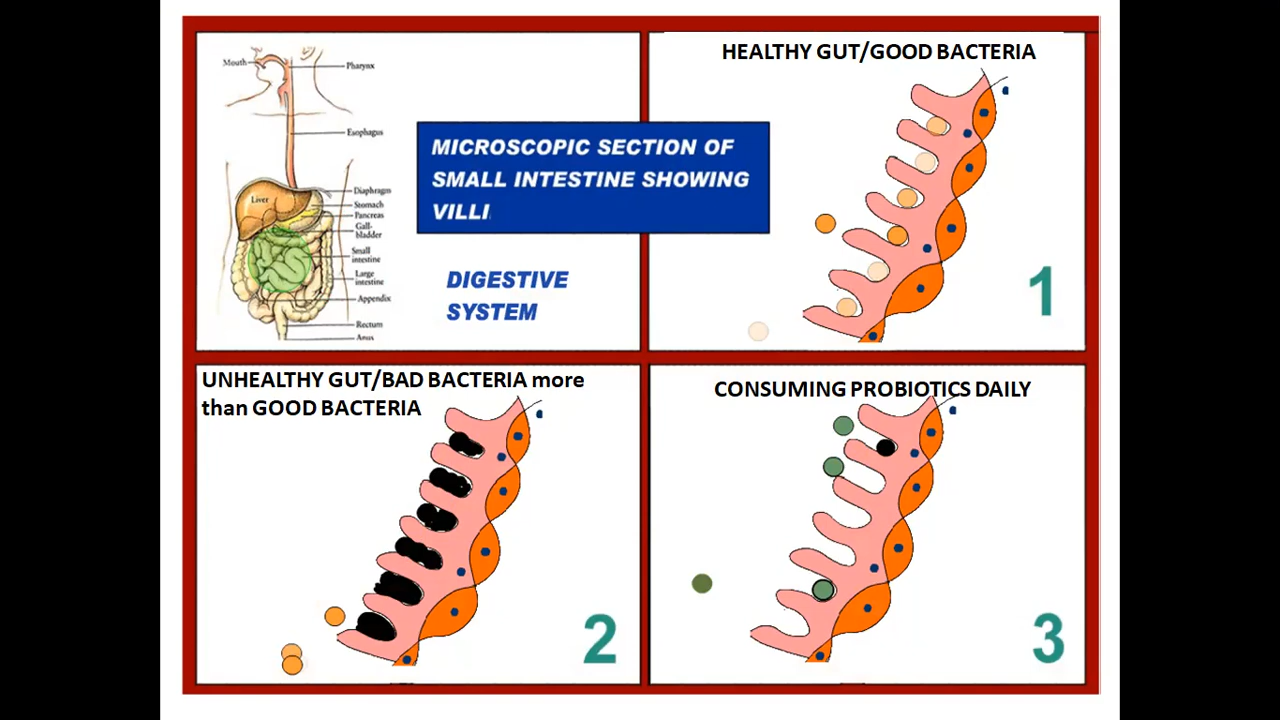 Mouth
Pharynx
Esophagus
Diaphragm
Liver
Stomach
Pancreas
Gall-
bladder
Small
intestine
Large
intestine
Appendix
Rectum
Anus
MICROSCOPIC SECTION OF
SMALL INTESTINE SHOWING
VILLI
DIGESTIVE
SYSTEM
HEALTHY GUT/GOOD BACTERIA
1
UNHEALTHY GUT/BAD BACTERIA more
than GOOD BACTERIA
2
CONSUMING PROBIOTICS DAILY
3